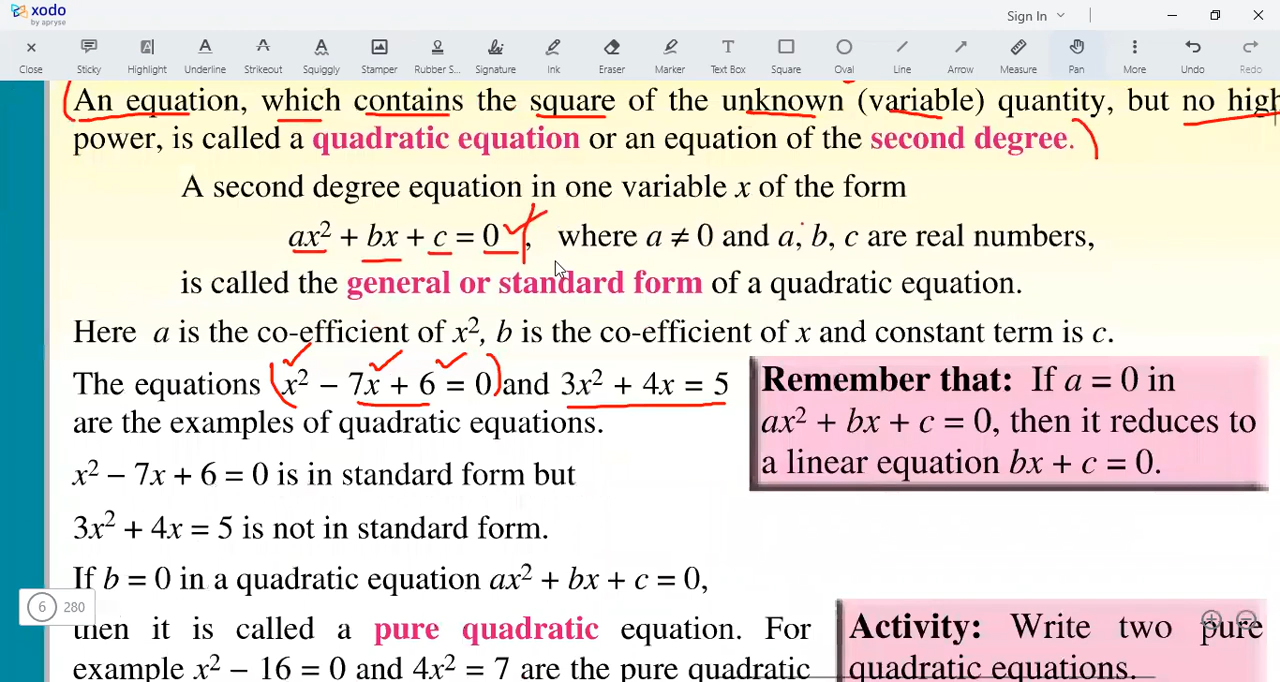 xodo
by apryse
Sign In
Close
Sticky
Highlight
Underline
Strikeout
Squiggly
Stamper
Rubber S...
Signature
Ink
Eraser
Marker
Text Box
Square
Oval
Line
Arrow
Measure
Pan
More
Undo
Redo
An equation, which contains the square of the unknown (variable) quantity, but no high
power, is called a quadratic equation or an equation of the second degree.
A second degree equation in one variable x of the form
ax² + bx + c = 0, where a ≠ 0 and a, b, c are real numbers,
is called the general or standard form of a quadratic equation.
Here a is the co-efficient of x², b is the co-efficient of x and constant term is c.
The equations x² − 7x + 6 = 0 and 3x² + 4x = 5
are the examples of quadratic equations.
x² − 7x + 6 = 0 is in standard form but
3x² + 4x = 5 is not in standard form.
If b = 0 in a quadratic equation ax² + bx + c = 0,
then it is called a pure quadratic equation. For
example x² − 16 = 0 and 4x² = 7 are the pure quadratic
Remember that: If a = 0 in
ax² + bx + c = 0, then it reduces to
a linear equation bx + c = 0.
Activity: Write two pure
quadratic equations.
6 280